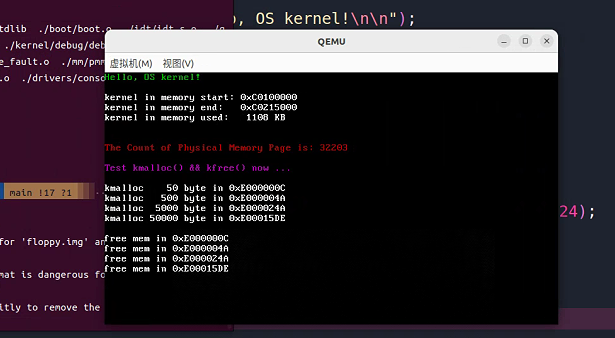 o, OS kernel!\n\n");
tdlib ./boot/boot.o ./idt/idt_s.o ./g
./kernel/debug/deb
e_fault.o ./mm/pmm
.o ./drivers/conso
QEMU
虚拟机(M) 视图(V)
Hello, OS kernel!
kernel in memory start: 0xC0100000
kernel in memory end: 0xC0215000
kernel in memory used: 1108 KB
The Count of Physical Memory Page is: 32203
Test kmalloc() && kfree() now ...
kmalloc 50 byte in 0xE000000C
kmalloc 500 byte in 0xE000004A
kmalloc 5000 byte in 0xE000024A
kmalloc 50000 byte in 0xE00015DE
free mem in 0xE000000C
free mem in 0xE000004A
free mem in 0xE000024A
free mem in 0xE00015DE
main !17 ?1
24);
for 'floppy.img' an
mat is dangerous fo
itly to remove the